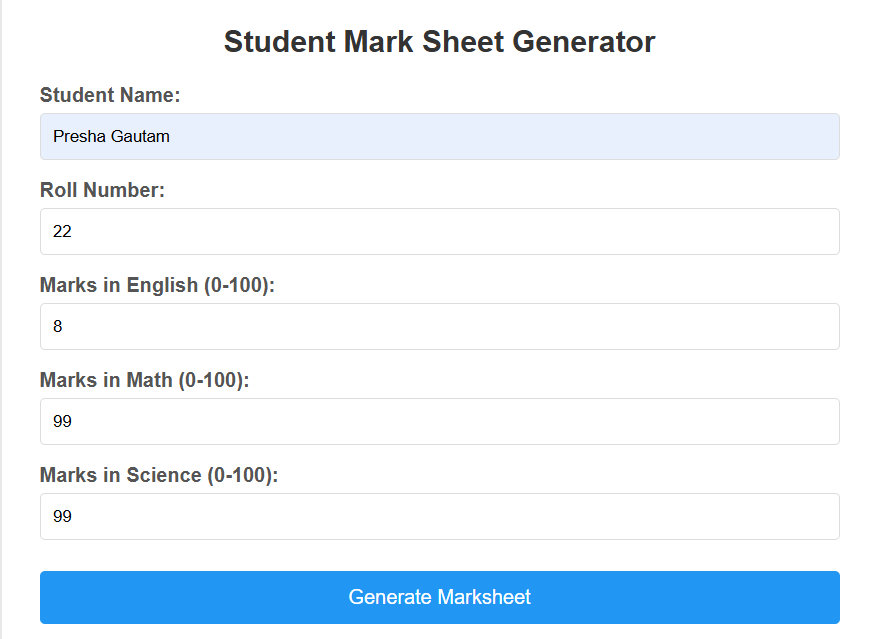 Student Mark Sheet Generator
Student Name:
Presha Gautam
Roll Number:
22
Marks in English (0-100):
8
Marks in Math (0-100):
99
Marks in Science (0-100):
99
Generate Marksheet